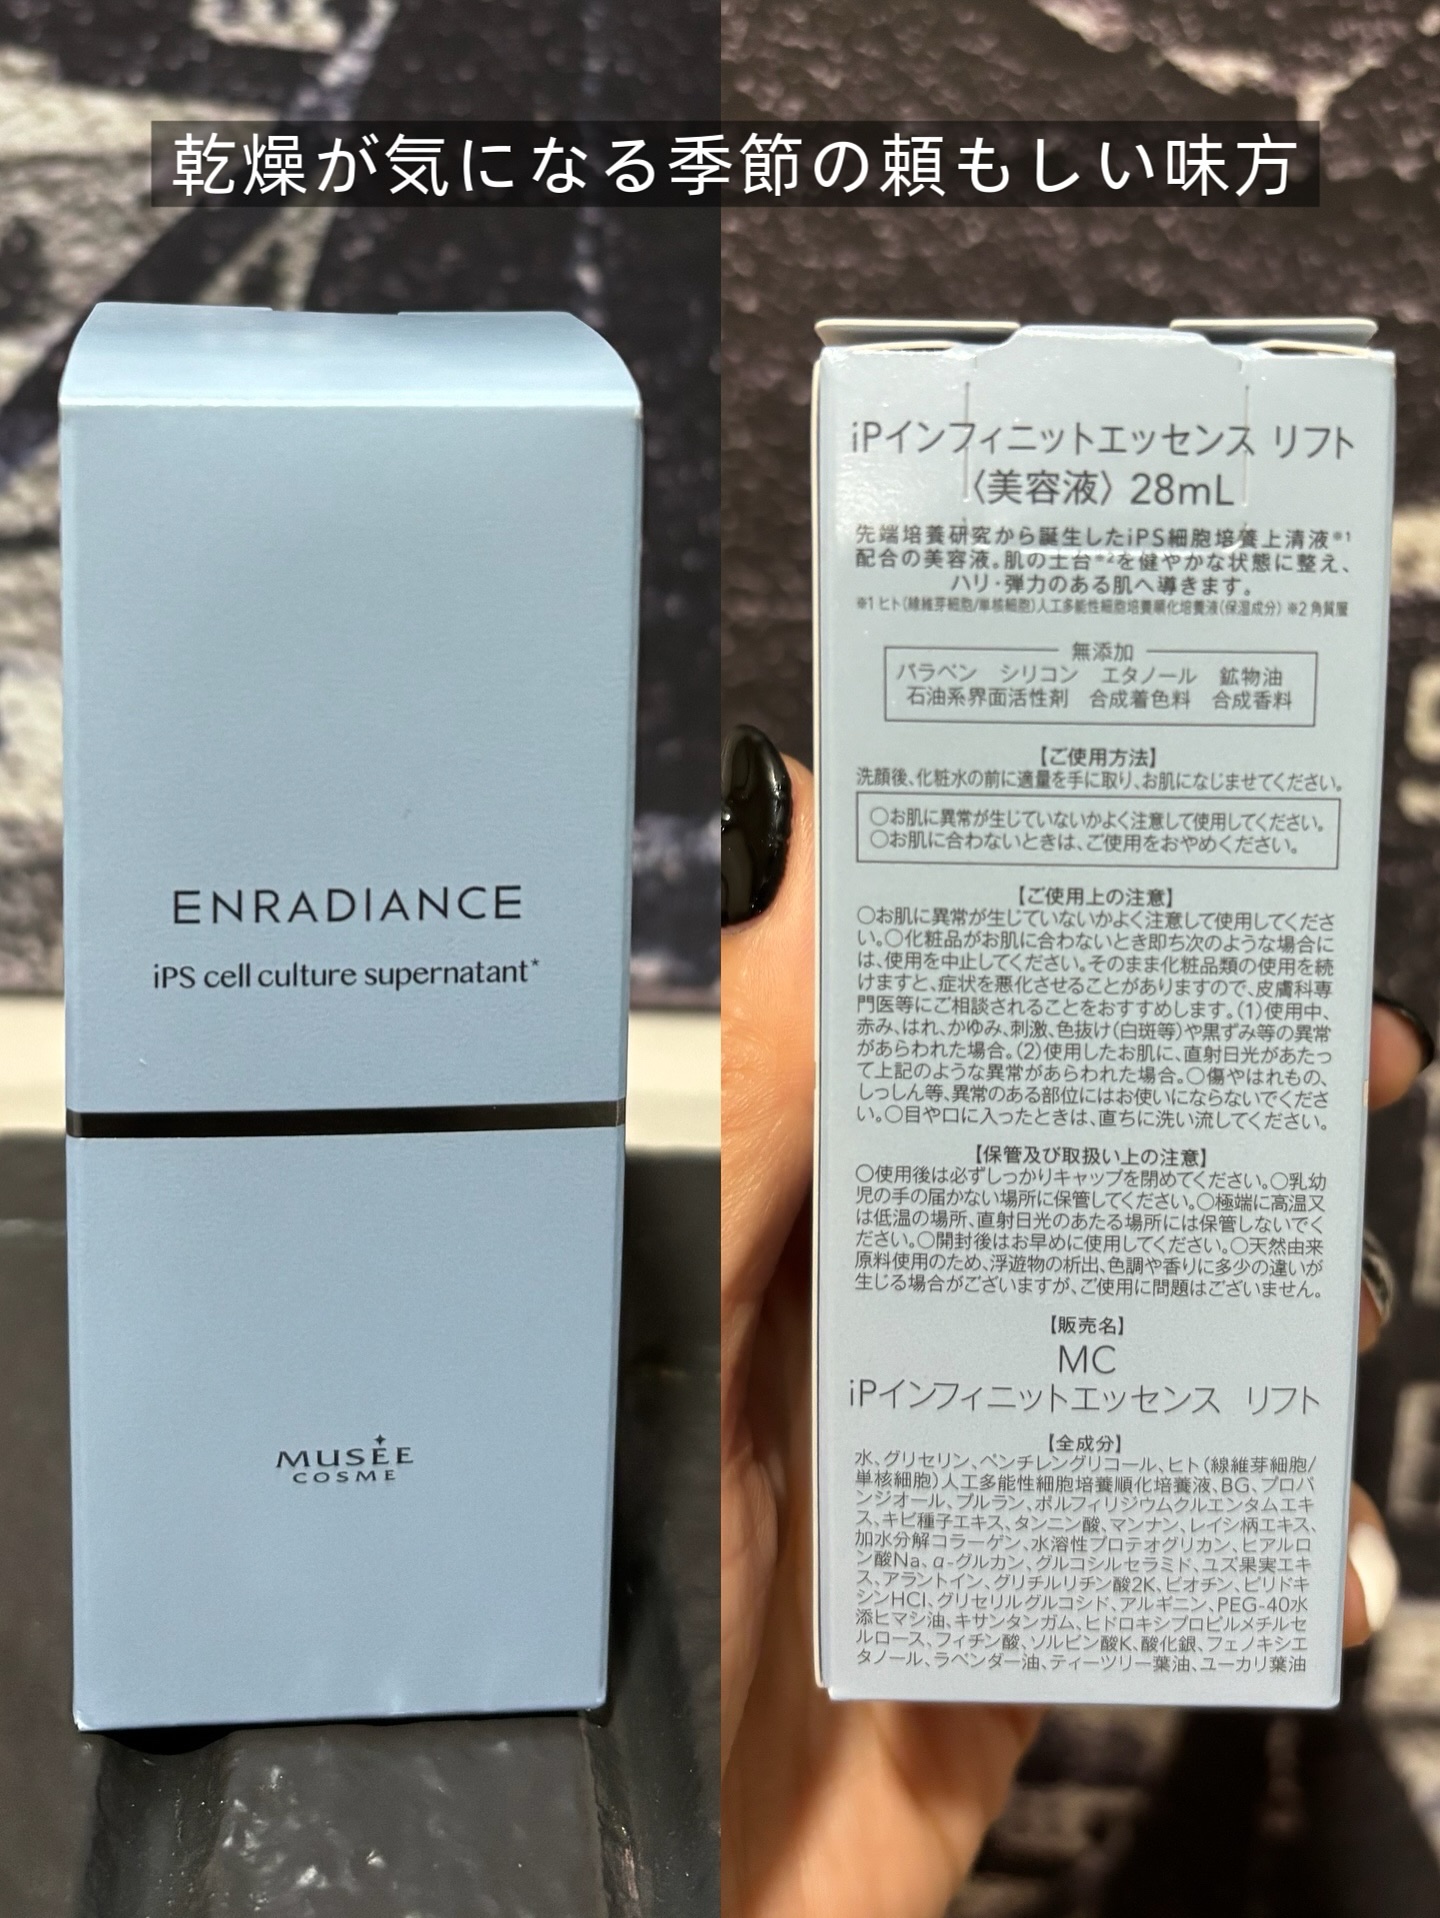 乾燥が気になる季節の頼もしい味方
ENRADIANCE
iPS cell culture supernatant*
MUSÉE
COSME
iPインフィニットエッセンス リフト
〈美容液〉 28mL
先端培養研究から誕生したiPS細胞培養上清液※1
配合の美容液。肌の土台※2を健やかな状態に整え、
ハリ・弾力のある肌へ導きます。
※1 ヒト(線維芽細胞/単核細胞)人工多能性細胞培養順化培養液(保湿成分) ※2 角質層
無添加
パラベン シリコン エタノール 鉱物油
石油系界面活性剤 合成着色料 合成香料
【ご使用方法】
洗顔後、化粧水の前に適量を手に取り、お肌になじませてください。
○お肌に異常が生じていないかよく注意して使用してください。
○お肌に合わないときは、ご使用をおやめください。
【ご使用上の注意】
○お肌に異常が生じていないかよく注意して使用してくださ
い。○化粧品がお肌に合わないとき即ち次のような場合に
は、使用を中止してください。そのまま化粧品類の使用を続
けますと、症状を悪化させることがありますので、皮膚科専
門医等にご相談されることをおすすめします。(1)使用中、
赤み、はれ、かゆみ、刺激、色抜け(白斑等)や黒ずみ等の異常
があらわれた場合。(2)使用したお肌に、直射日光があたっ
て上記のような異常があらわれた場合。○傷やはれもの、
しっしん等、異常のある部位にはお使いにならないでくださ
い。○目や口に入ったときは、直ちに洗い流してください。
【保管及び取扱い上の注意】
○使用後は必ずしっかりキャップを閉めてください。○乳幼
児の手の届かない場所に保管してください。○極端に高温又
は低温の場所、直射日光のあたる場所には保管しないでく
ださい。○開封後はお早めに使用してください。○天然由来
原料使用のため、浮遊物の析出、色調や香りに多少の違いが
生じる場合がございますが、ご使用に問題はございません。
【販売名】
MC
iPインフィニットエッセンス リフト
【全成分】
水、グリセリン、ペンチレングリコール、ヒト(線維芽細胞/
単核細胞)人工多能性細胞培養順化培養液、BG、プロパ
ンジオール、プルラン、ポルフィリジウムクルエンタムエキ
ス、キビ種子エキス、タンニン酸、マンナン、レイシ柄エキス、
加水分解コラーゲン、水溶性プロテオグリカン、ヒアルロ
ン酸Na、α-グルカン、グルコシルセラミド、ユズ果実エキ
ス、アラントイン、グリチルリチン酸2K、ビオチン、ピリドキ
シンHCl、グリセリルグルコシド、アルギニン、PEG-40水
添ヒマシ油、キサンタンガム、ヒドロキシプロピルメチルセ
ルロース、フィチン酸、ソルビン酸K、酸化銀、フェノキシエ
タノール、ラベンダー油、ティーツリー葉油、ユーカリ葉油